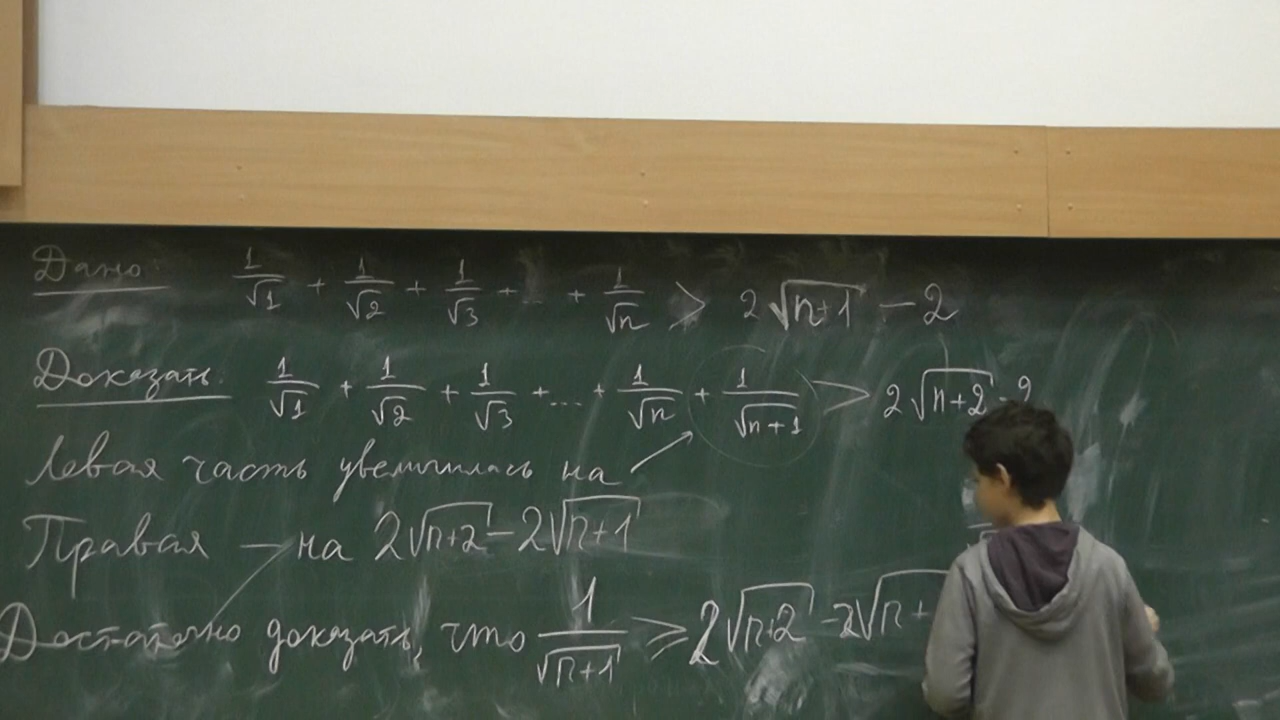 Дано: 1/√1 + 1/√2 + 1/√3 + ... + 1/√n > 2√(n+1) − 2
Доказать: 1/√1 + 1/√2 + 1/√3 + ... + 1/√n + 1/√(n+1) > 2√(n+2) − 2
Левая часть увеличилась на ↗
Правая — на 2√(n+2) − 2√(n+1)
Достаточно доказать, что 1/√(n+1) ≥ 2√(n+2) − 2√n+